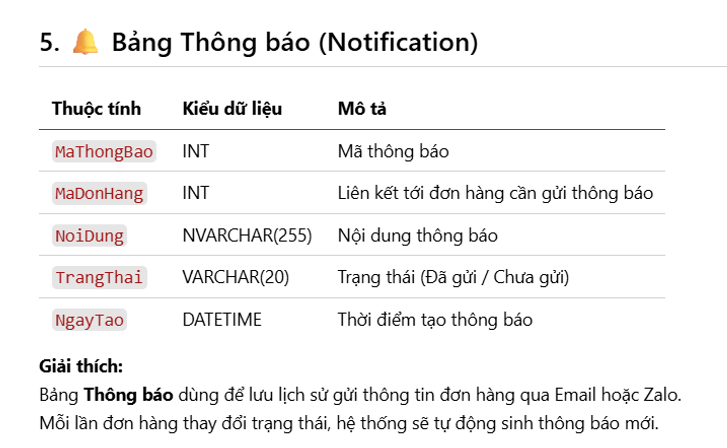 5. 🔔 Bảng Thông báo (Notification)
Thuộc tính Kiểu dữ liệu Mô tả
MaThongBao INT Mã thông báo
MaDonHang INT Liên kết tới đơn hàng cần gửi thông báo
NoiDung NVARCHAR(255) Nội dung thông báo
TrangThai VARCHAR(20) Trạng thái (Đã gửi / Chưa gửi)
NgayTao DATETIME Thời điểm tạo thông báo
Giải thích:
Bảng Thông báo dùng để lưu lịch sử gửi thông tin đơn hàng qua Email hoặc Zalo.
Mỗi lần đơn hàng thay đổi trạng thái, hệ thống sẽ tự động sinh thông báo mới.